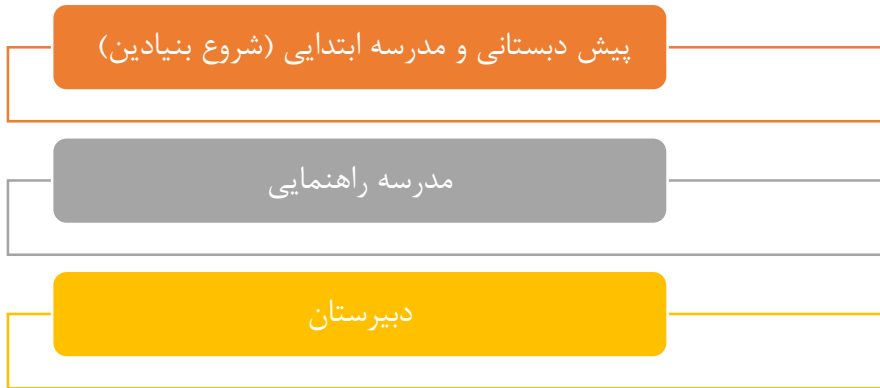 پیش دبستانی و مدرسه ابتدایی (شروع بنیادین)
مدرسه راهنمایی
دبیرستان